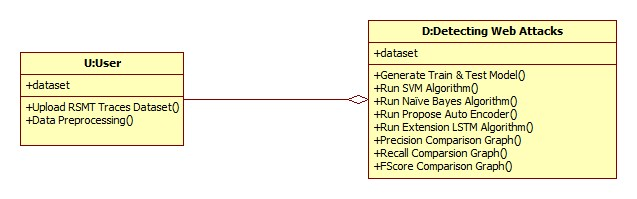 U:User
+dataset
+Upload RSMT Traces Dataset()
+Data Preprocessing()
D:Detecting Web Attacks
+dataset
+Generate Train & Test Model()
+Run SVM Algorithm()
+Run Naïve Bayes Algorithm()
+Run Propose Auto Encoder()
+Run Extension LSTM Algorithm()
+Precision Comparison Graph()
+Recall Comparsion Graph()
+FScore Comparison Graph()